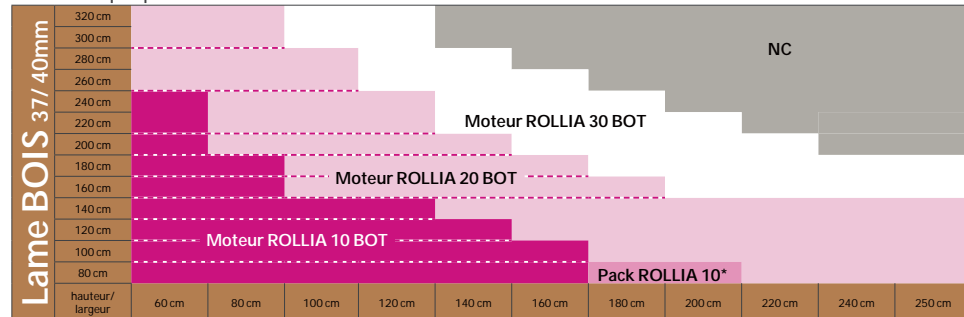 Lame BOIS 37/ 40mm
320 cm
300 cm
280 cm
260 cm
240 cm
220 cm
200 cm
180 cm
160 cm
140 cm
120 cm
100 cm
80 cm
NC
Moteur ROLLIA 30 BOT
Moteur ROLLIA 20 BOT
Moteur ROLLIA 10 BOT
Pack ROLLIA 10*
hauteur/
largeur
60 cm 80 cm 100 cm 120 cm 140 cm 160 cm 180 cm 200 cm 220 cm 240 cm 250 cm